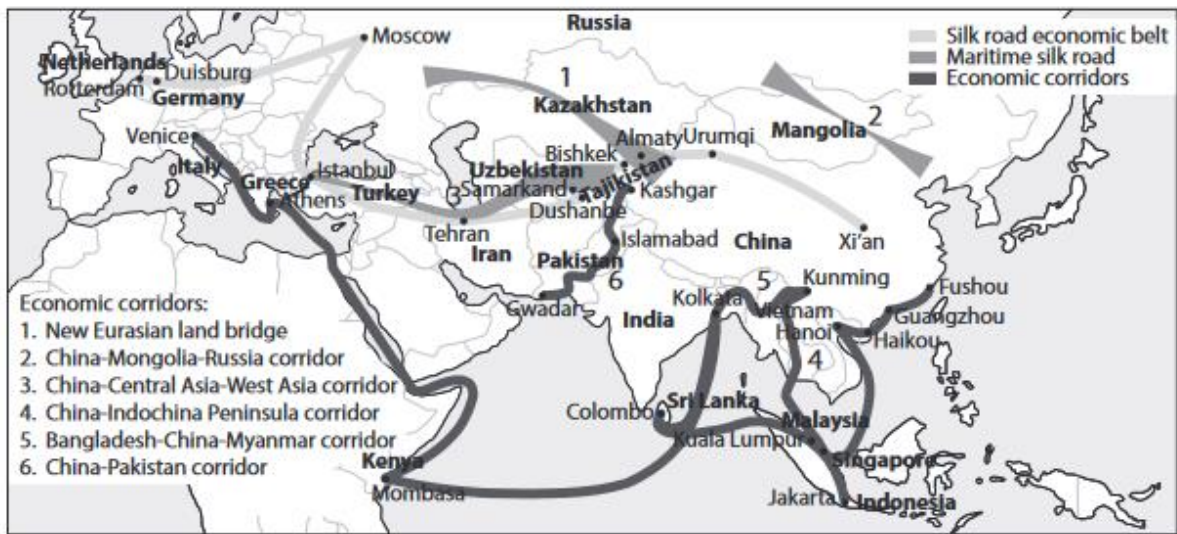 Russia
Silk road economic belt
Maritime silk road
Economic corridors
Moscow
Netherlands
Duisburg
Rotterdam
Germany
1
Kazakhstan
2
Mangolia
Venice
Italy
Almaty
Urumqi
Bishkek
Istanbul
Uzbekistan
Tajikistan
Greece
Turkey
3
Samarkand
Kashgar
Athens
Dushanbe
Tehran
Iran
Islamabad
China
Xi'an
Pakistan
6
5
Kunming
Gwadar
Kolkata
Vietnam
Fushou
India
Hanoi
Guangzhou
Haikou
4
Economic corridors:
1. New Eurasian land bridge
2. China-Mongolia-Russia corridor
3. China-Central Asia-West Asia corridor
4. China-Indochina Peninsula corridor
5. Bangladesh-China-Myanmar corridor
6. China-Pakistan corridor
Colombo
Sri Lanka
Malaysia
Kuala Lumpur
Kenya
Singapore
Mombasa
Jakarta
Indonesia